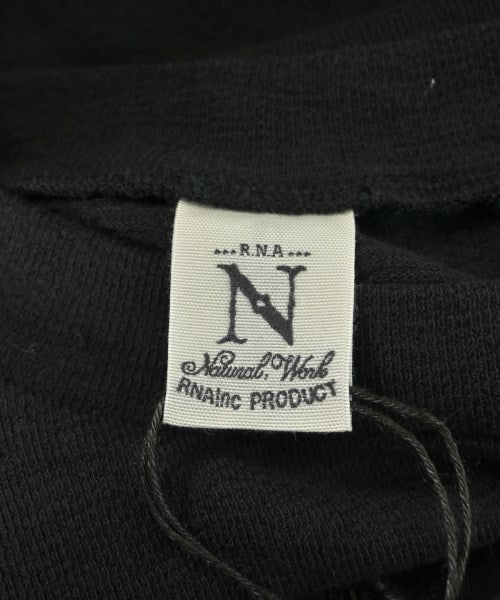 ...R.N.A...
N
Natural, Work
RNAInc PRODUCT